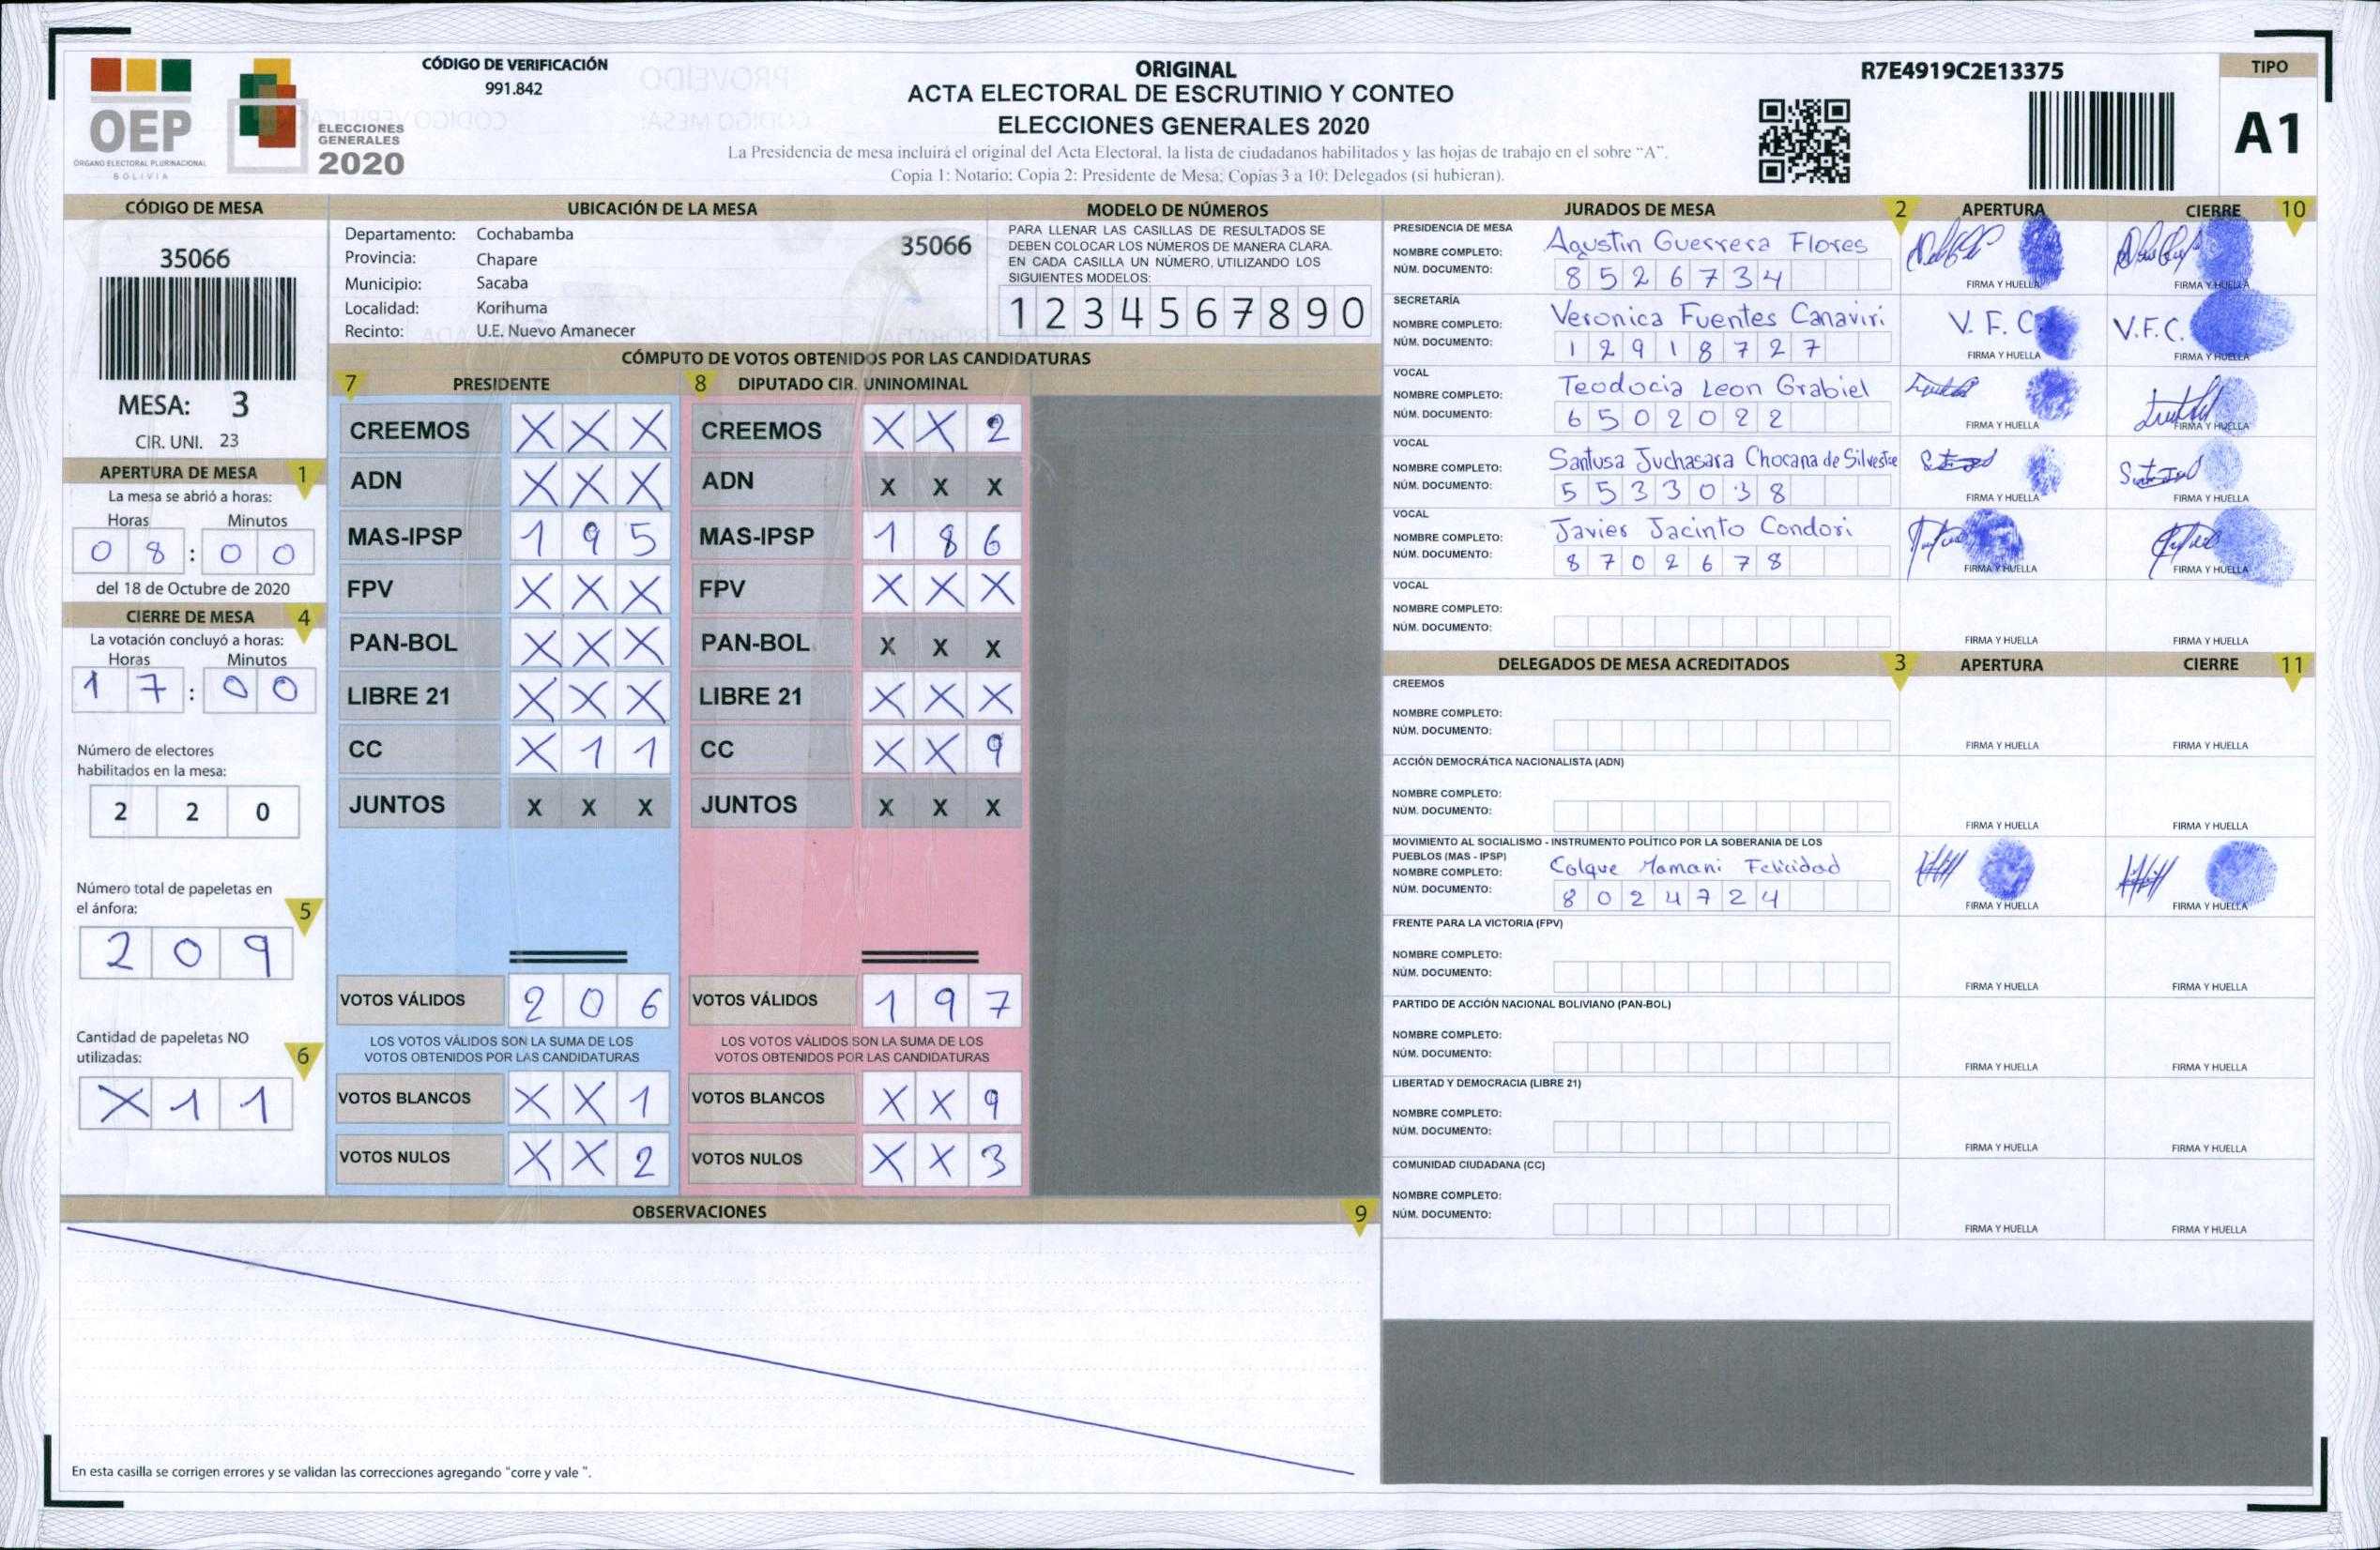 OEP
ÓRGANO ELECTORAL PLURINACIONAL
BOLIVIA
ELECCIONES
GENERALES
2020
CÓDIGO DE VERIFICACIÓN
991.842
ORIGINAL
ACTA ELECTORAL DE ESCRUTINIO Y CONTEO
ELECCIONES GENERALES 2020
La Presidencia de mesa incluirá el original del Acta Electoral, la lista de ciudadanos habilitados y las hojas de trabajo en el sobre "A".
Copia 1: Notario; Copia 2: Presidente de Mesa; Copias 3 a 10: Delegados (si hubieran).
R7E4919C2E13375
TIPO
A1
CÓDIGO DE MESA
35066
MESA: 3
CIR. UNI. 23
APERTURA DE MESA 1
La mesa se abrió a horas:
Horas Minutos
0 8 : 0 0
del 18 de Octubre de 2020
CIERRE DE MESA 4
La votación concluyó a horas:
Horas Minutos
1 7 : 0 0
Número de electores
habilitados en la mesa:
2 2 0
Número total de papeletas en
el ánfora: 5
2 0 9
Cantidad de papeletas NO
utilizadas: 6
X 1 1
UBICACIÓN DE LA MESA
Departamento: Cochabamba
Provincia: Chapare
Municipio: Sacaba
Localidad: Korihuma
Recinto: U.E. Nuevo Amanecer
35066
MODELO DE NÚMEROS
PARA LLENAR LAS CASILLAS DE RESULTADOS SE
DEBEN COLOCAR LOS NÚMEROS DE MANERA CLARA.
EN CADA CASILLA UN NÚMERO, UTILIZANDO LOS
SIGUIENTES MODELOS:
1 2 3 4 5 6 7 8 9 0
CÓMPUTO DE VOTOS OBTENIDOS POR LAS CANDIDATURAS
7 PRESIDENTE 8 DIPUTADO CIR. UNINOMINAL
CREEMOS X X X CREEMOS X X 2
ADN X X X ADN X X X
MAS-IPSP 1 9 5 MAS-IPSP 1 8 6
FPV X X X FPV X X X
PAN-BOL X X X PAN-BOL X X X
LIBRE 21 X X X LIBRE 21 X X X
CC X 1 1 CC X X 9
JUNTOS X X X JUNTOS X X X
VOTOS VÁLIDOS 2 0 6 VOTOS VÁLIDOS 1 9 7
LOS VOTOS VÁLIDOS SON LA SUMA DE LOS LOS VOTOS VÁLIDOS SON LA SUMA DE LOS
VOTOS OBTENIDOS POR LAS CANDIDATURAS VOTOS OBTENIDOS POR LAS CANDIDATURAS
VOTOS BLANCOS X X 1 VOTOS BLANCOS X X 9
VOTOS NULOS X X 2 VOTOS NULOS X X 3
OBSERVACIONES 9
En esta casilla se corrigen errores y se validan las correcciones agregando "corre y vale ".
JURADOS DE MESA 2 APERTURA CIERRE 10
PRESIDENCIA DE MESA
NOMBRE COMPLETO: Agustin Guerrera Flores
NÚM. DOCUMENTO: 8 5 2 6 7 3 4 FIRMA Y HUELLA FIRMA Y HUELLA
SECRETARÍA
NOMBRE COMPLETO: Veronica Fuentes Canaviri V. F. C. V.F.C.
NÚM. DOCUMENTO: 1 2 9 1 8 7 2 7 FIRMA Y HUELLA FIRMA Y HUELLA
VOCAL
NOMBRE COMPLETO: Teodocia Leon Grabiel
NÚM. DOCUMENTO: 6 5 0 2 0 2 2 FIRMA Y HUELLA FIRMA Y HUELLA
VOCAL
NOMBRE COMPLETO: Santusa Juchasara Chocana de Silvestre
NÚM. DOCUMENTO: 5 5 3 3 0 3 8 FIRMA Y HUELLA FIRMA Y HUELLA
VOCAL
NOMBRE COMPLETO: Javier Jacinto Condori
NÚM. DOCUMENTO: 8 7 0 2 6 7 8 FIRMA Y HUELLA FIRMA Y HUELLA
VOCAL
NOMBRE COMPLETO:
NÚM. DOCUMENTO: FIRMA Y HUELLA FIRMA Y HUELLA
DELEGADOS DE MESA ACREDITADOS 3 APERTURA CIERRE 11
CREEMOS
NOMBRE COMPLETO:
NÚM. DOCUMENTO: FIRMA Y HUELLA FIRMA Y HUELLA
ACCIÓN DEMOCRÁTICA NACIONALISTA (ADN)
NOMBRE COMPLETO:
NÚM. DOCUMENTO: FIRMA Y HUELLA FIRMA Y HUELLA
MOVIMIENTO AL SOCIALISMO - INSTRUMENTO POLÍTICO POR LA SOBERANIA DE LOS
PUEBLOS (MAS - IPSP)
NOMBRE COMPLETO: Colque Mamani Felicidad
NÚM. DOCUMENTO: 8 0 2 4 7 2 4 FIRMA Y HUELLA FIRMA Y HUELLA
FRENTE PARA LA VICTORIA (FPV)
NOMBRE COMPLETO:
NÚM. DOCUMENTO: FIRMA Y HUELLA FIRMA Y HUELLA
PARTIDO DE ACCIÓN NACIONAL BOLIVIANO (PAN-BOL)
NOMBRE COMPLETO:
NÚM. DOCUMENTO: FIRMA Y HUELLA FIRMA Y HUELLA
LIBERTAD Y DEMOCRACIA (LIBRE 21)
NOMBRE COMPLETO:
NÚM. DOCUMENTO: FIRMA Y HUELLA FIRMA Y HUELLA
COMUNIDAD CIUDADANA (CC)
NOMBRE COMPLETO:
NÚM. DOCUMENTO: FIRMA Y HUELLA FIRMA Y HUELLA